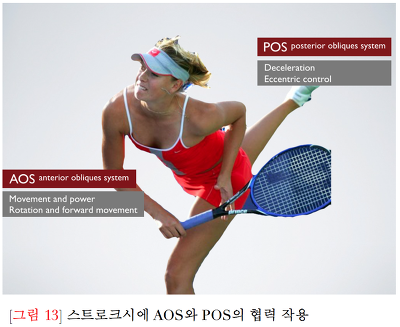 POS posterior obliques system
Deceleration
Eccentric control
AOS anterior obliques system
Movement and power
Rotation and forward movement
prince
[그림 13] 스트로크시에 AOS와 POS의 협력 작용